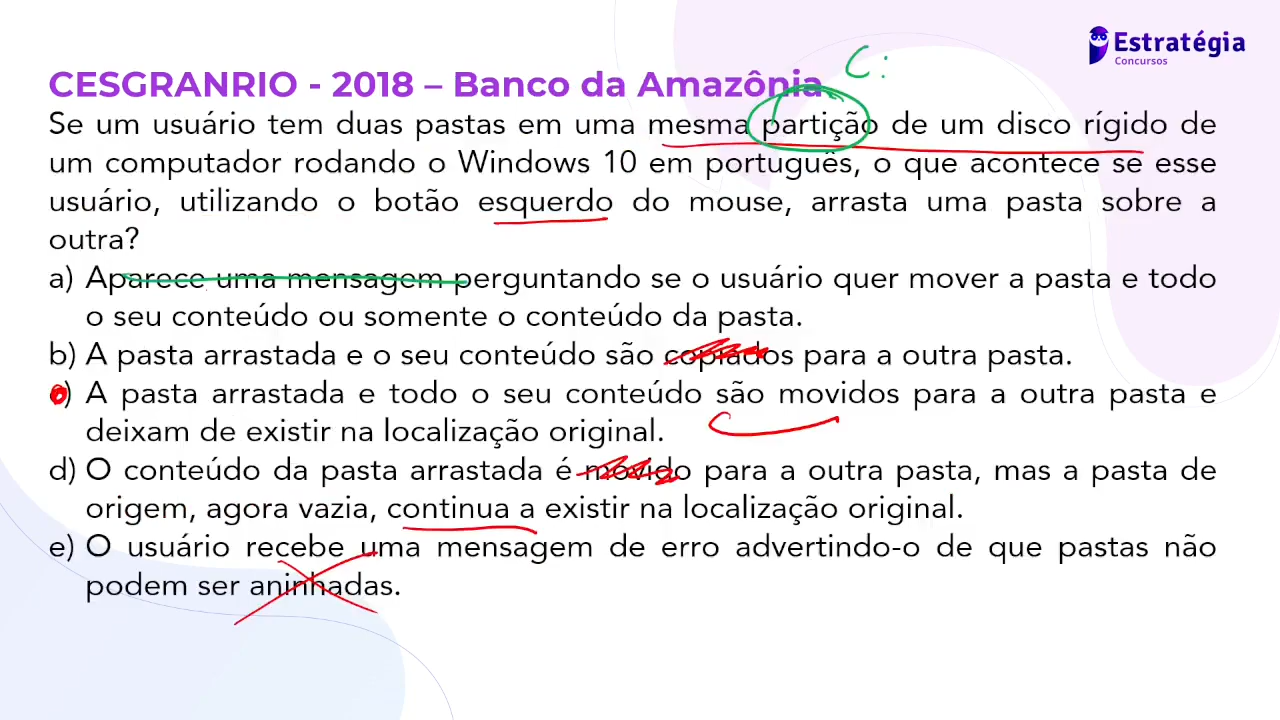 Estratégia
Concursos
C:
CESGRANRIO - 2018 – Banco da Amazônia
Se um usuário tem duas pastas em uma mesma partição de um disco rígido de
um computador rodando o Windows 10 em português, o que acontece se esse
usuário, utilizando o botão esquerdo do mouse, arrasta uma pasta sobre a
outra?
a) Aparece uma mensagem perguntando se o usuário quer mover a pasta e todo
o seu conteúdo ou somente o conteúdo da pasta.
b) A pasta arrastada e o seu conteúdo são copiados para a outra pasta.
c) A pasta arrastada e todo o seu conteúdo são movidos para a outra pasta e
deixam de existir na localização original.
d) O conteúdo da pasta arrastada é movido para a outra pasta, mas a pasta de
origem, agora vazia, continua a existir na localização original.
e) O usuário recebe uma mensagem de erro advertindo-o de que pastas não
podem ser aninhadas.